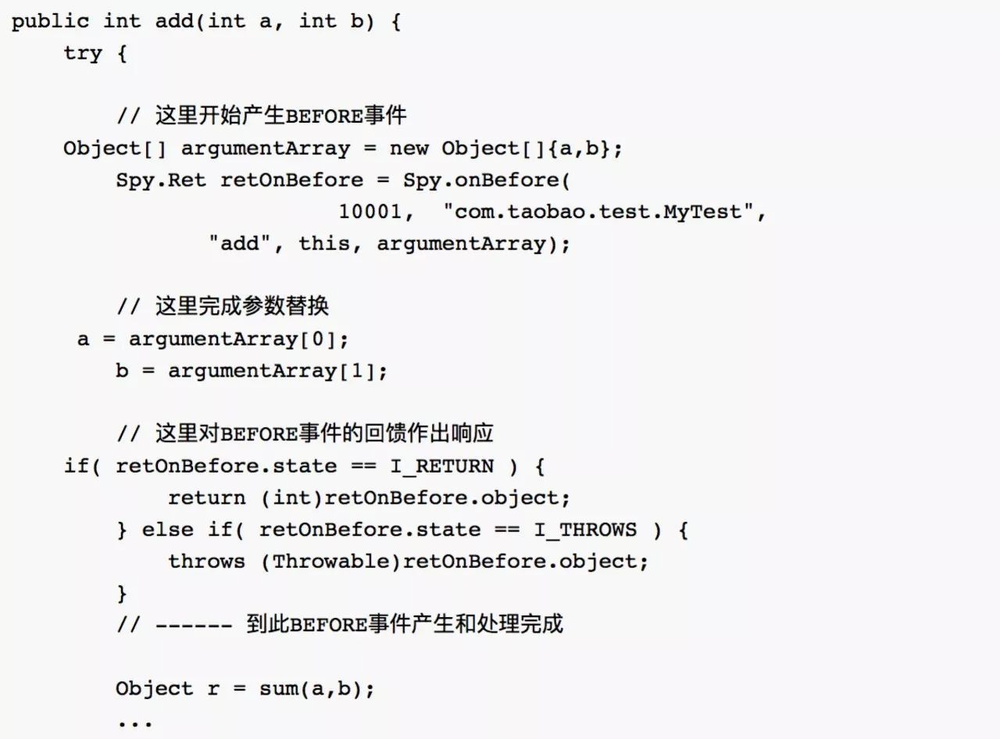 public int add(int a, int b) {
    try {
        // 这里开始产生BEFORE事件
    Object[] argumentArray = new Object[]{a,b};
        Spy.Ret retOnBefore = Spy.onBefore(
                         10001,  "com.taobao.test.MyTest",
               "add", this, argumentArray);
        // 这里完成参数替换
     a = argumentArray[0];
        b = argumentArray[1];
        // 这里对BEFORE事件的回馈作出响应
    if( retOnBefore.state == I_RETURN ) {
            return (int)retOnBefore.object;
        } else if( retOnBefore.state == I_THROWS ) {
            throws (Throwable)retOnBefore.object;
        }
        // ------ 到此BEFORE事件产生和处理完成
        Object r = sum(a,b);
        ...